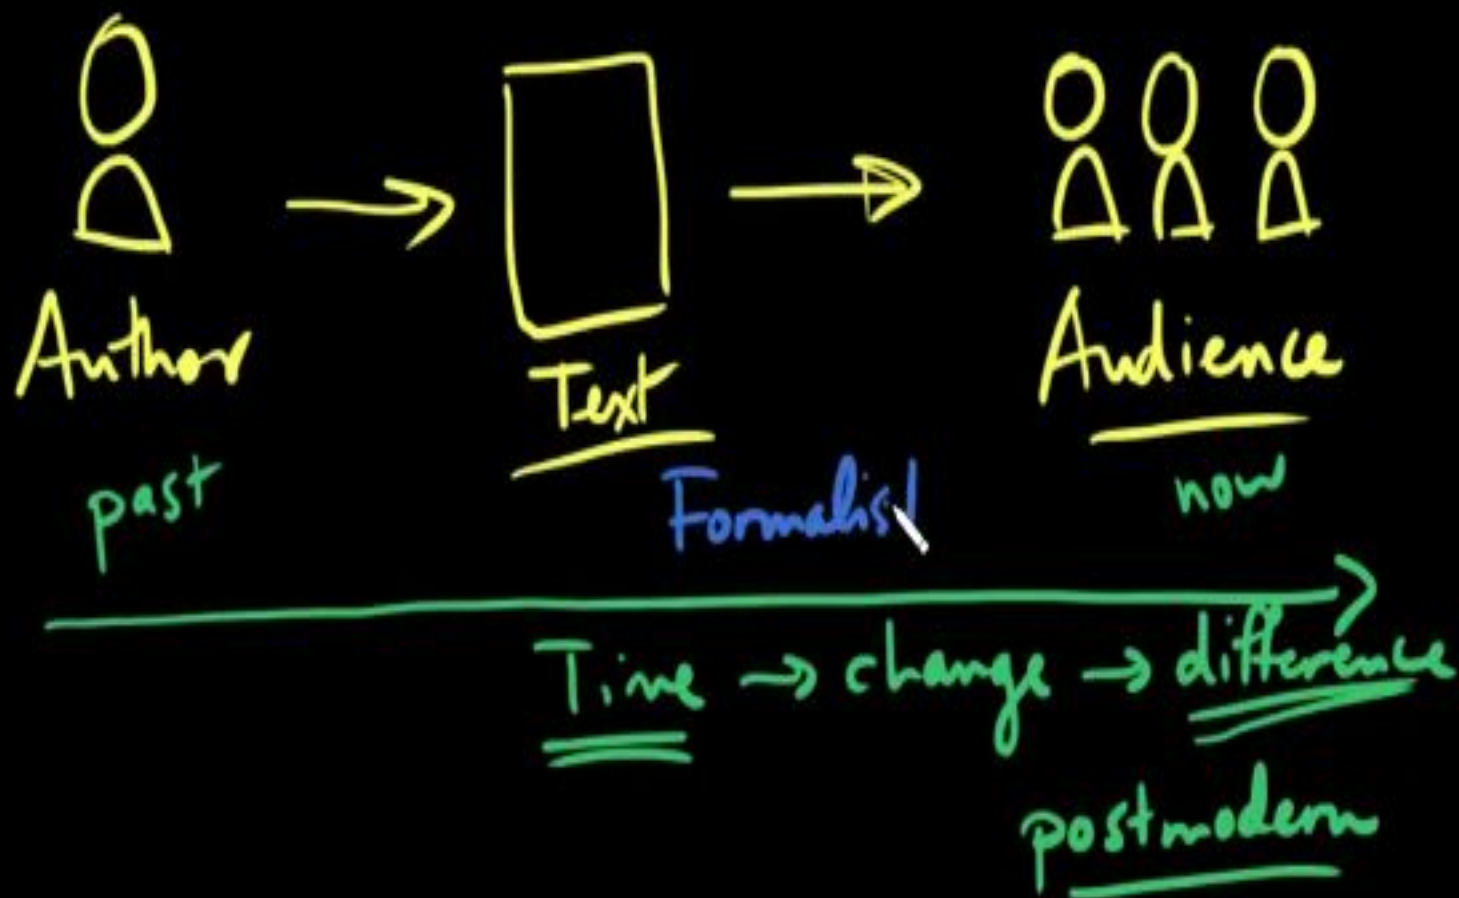 Author
Text
Audience
past
Formalist
now
Time → change → difference
postmodern